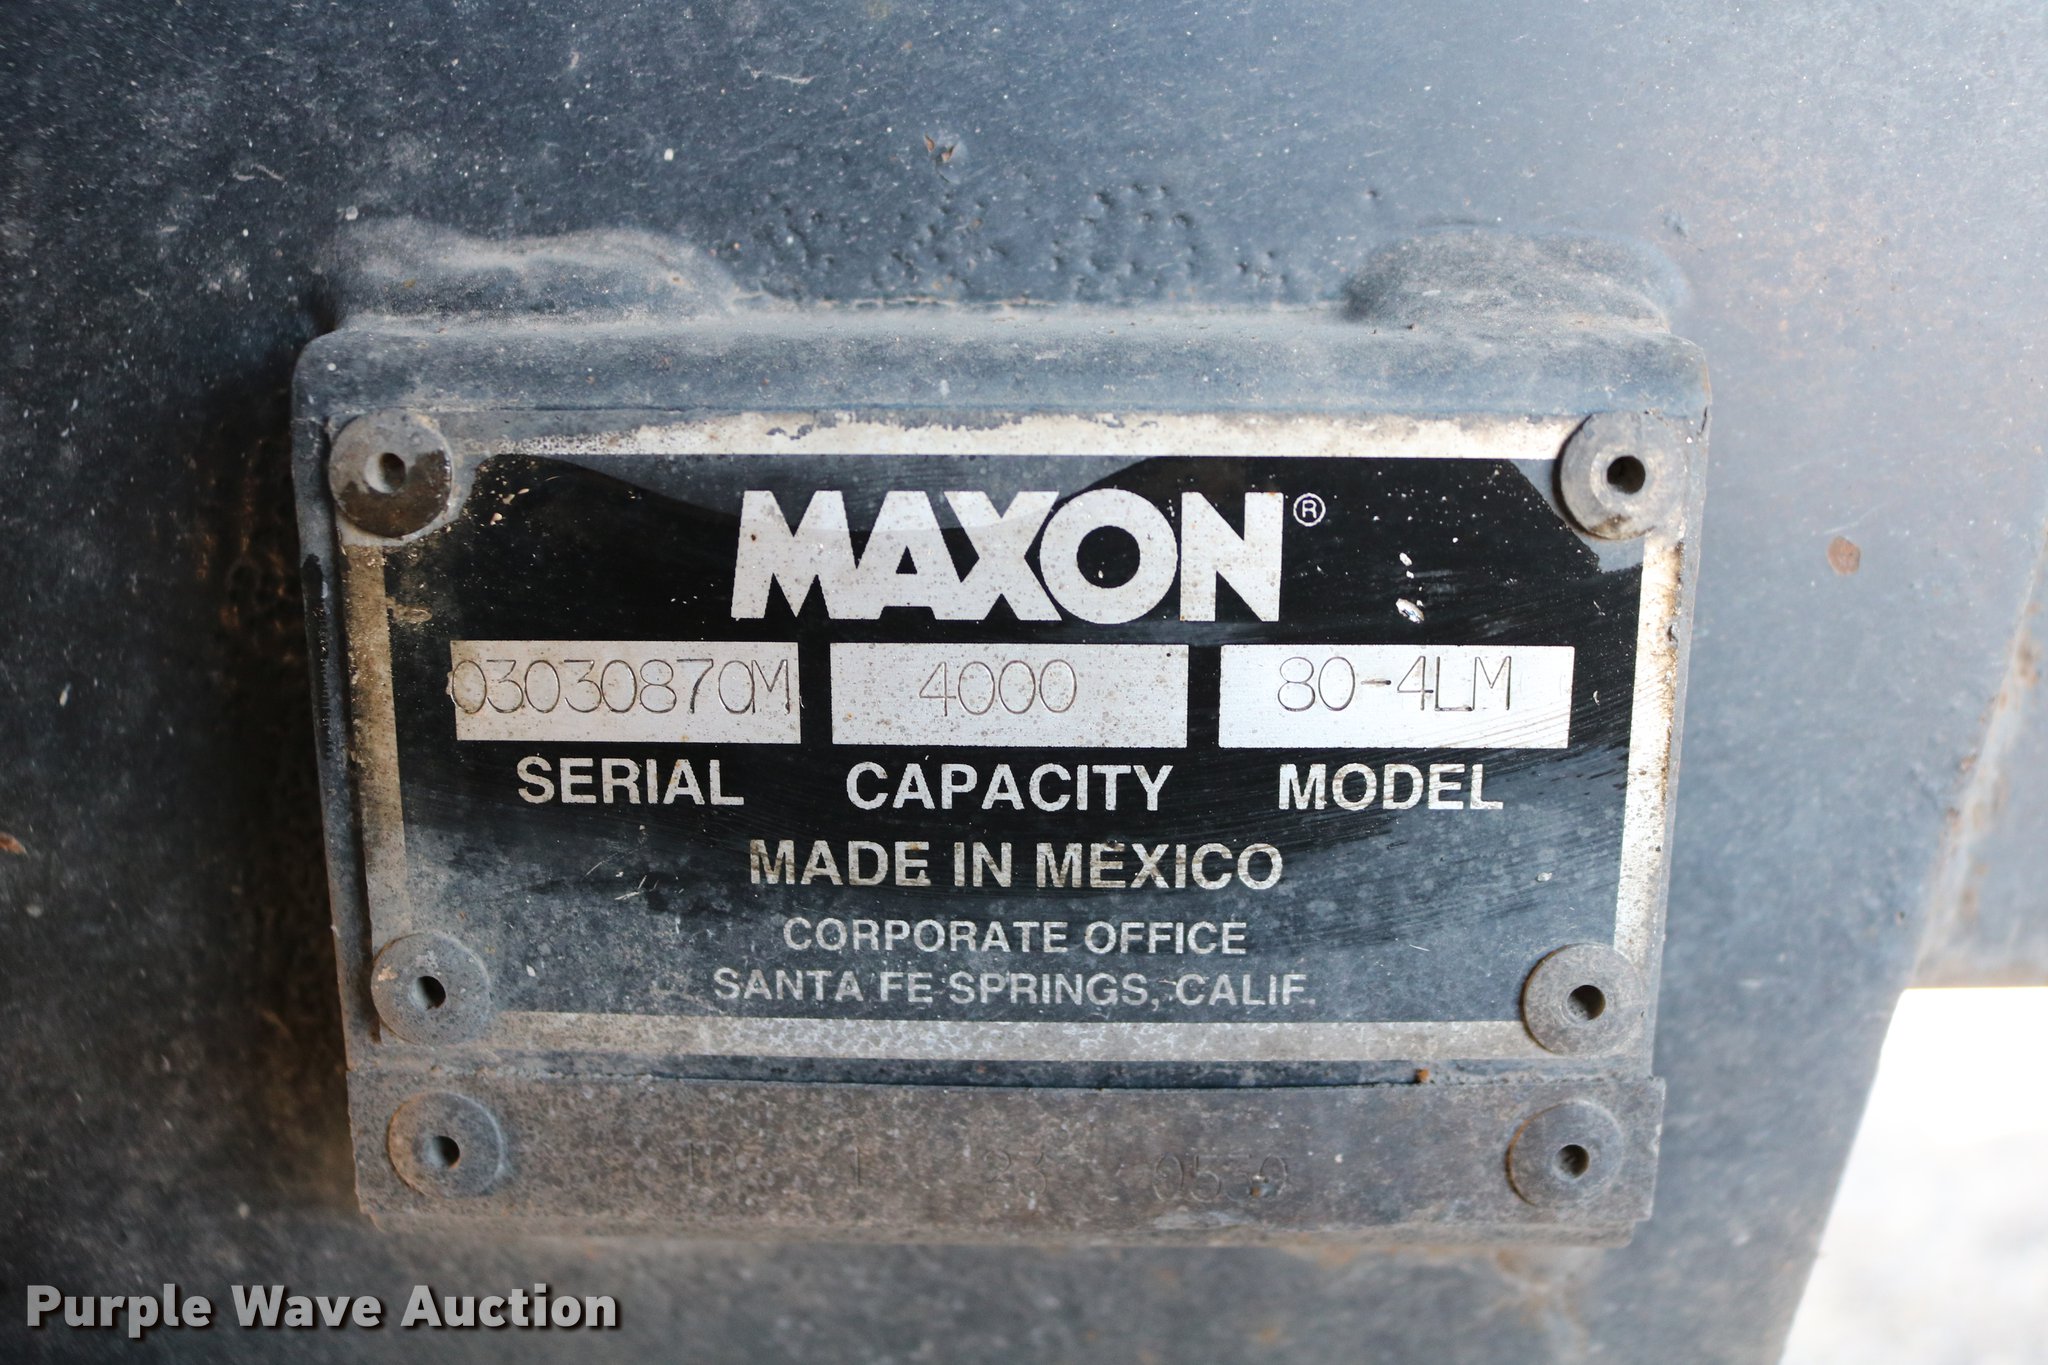 MAXON®
03030870M 4000 80-4LM
SERIAL CAPACITY MODEL
MADE IN MEXICO
CORPORATE OFFICE
SANTA FE SPRINGS, CALIF.
Purple Wave Auction